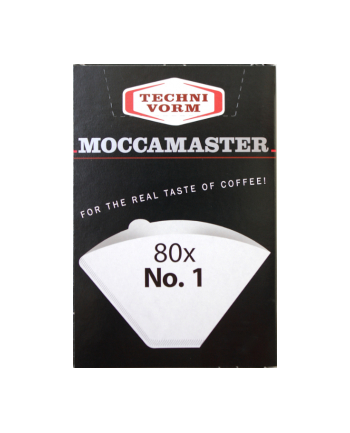 TECHNI
VORM
MOCCAMASTER
FOR THE REAL TASTE OF COFFEE!
80x
No. 1